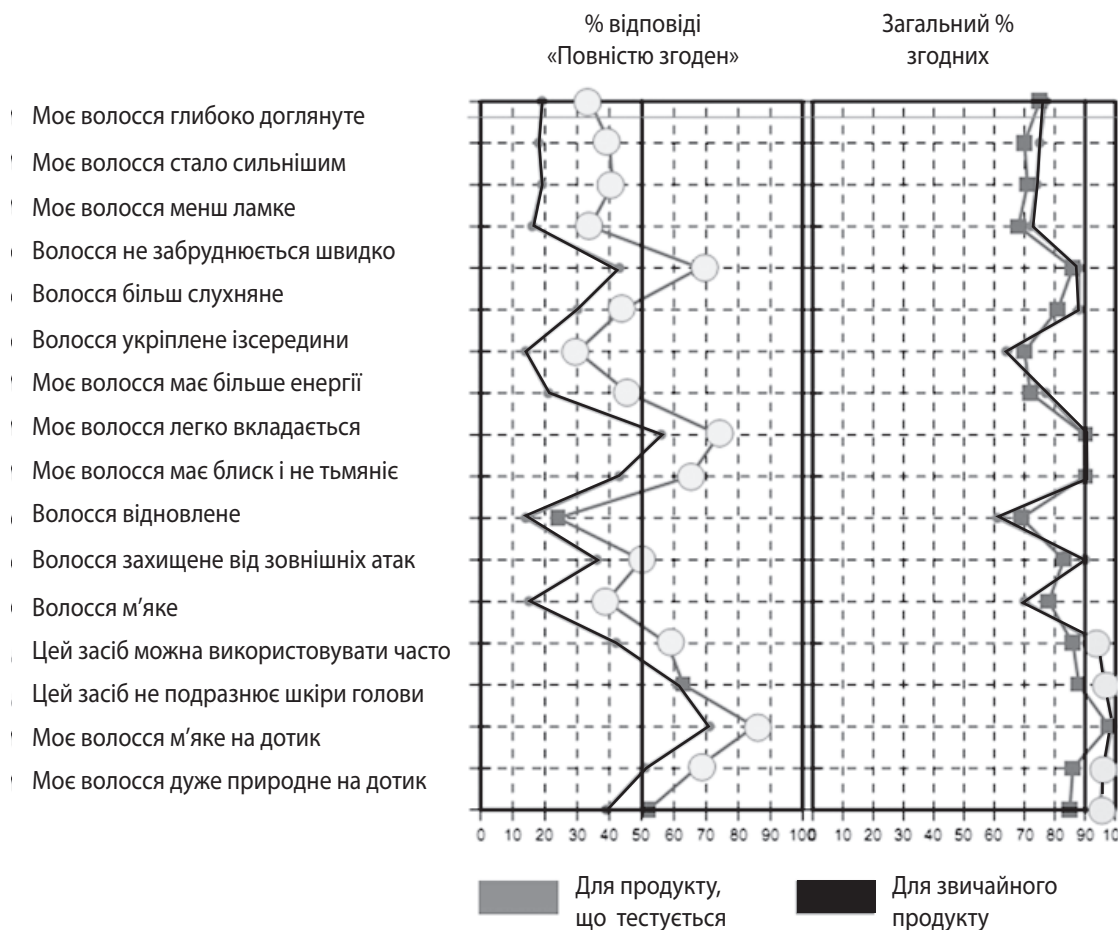 % відповіді
«Повністю згоден»
Загальний %
згодних
Моє волосся глибоко доглянуте
Моє волосся стало сильнішим
Моє волосся менш ламке
Волосся не забруднюється швидко
Волосся більш слухняне
Волосся укріплене ізсередини
Моє волосся має більше енергії
Моє волосся легко вкладається
Моє волосся має блиск і не тьмяніє
Волосся відновлене
Волосся захищене від зовнішніх атак
Волосся м’яке
Цей засіб можна використовувати часто
Цей засіб не подразнює шкіри голови
Моє волосся м’яке на дотик
Моє волосся дуже природне на дотик
0 10 20 30 40 50 60 70 80 90
10 20 30 40 50 60 70 80 90
Для продукту,
що тестується
Для звичайного
продукту